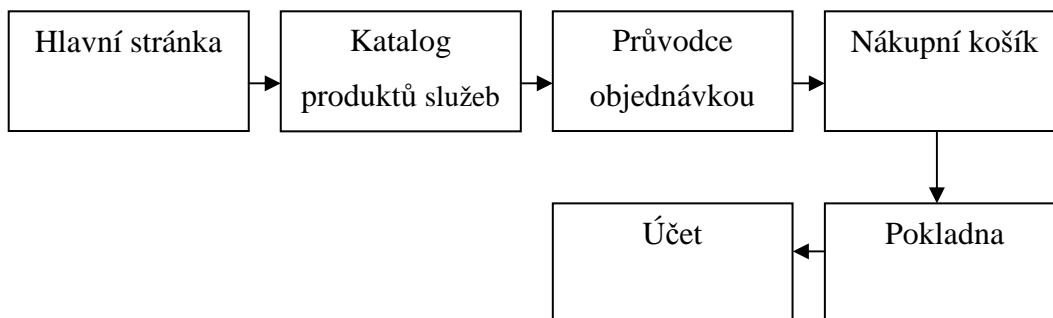 Hlavní stránka
Katalog
produktů služeb
Průvodce
objednávkou
Nákupní košík
Pokladna
Účet